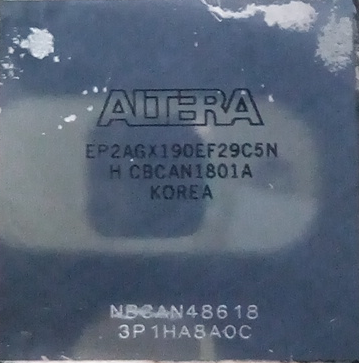 ALTERA
EP2AGX190EF29C5N
H CBCAN1801A
KOREA
NBCAN48618
3P1HA8A0C